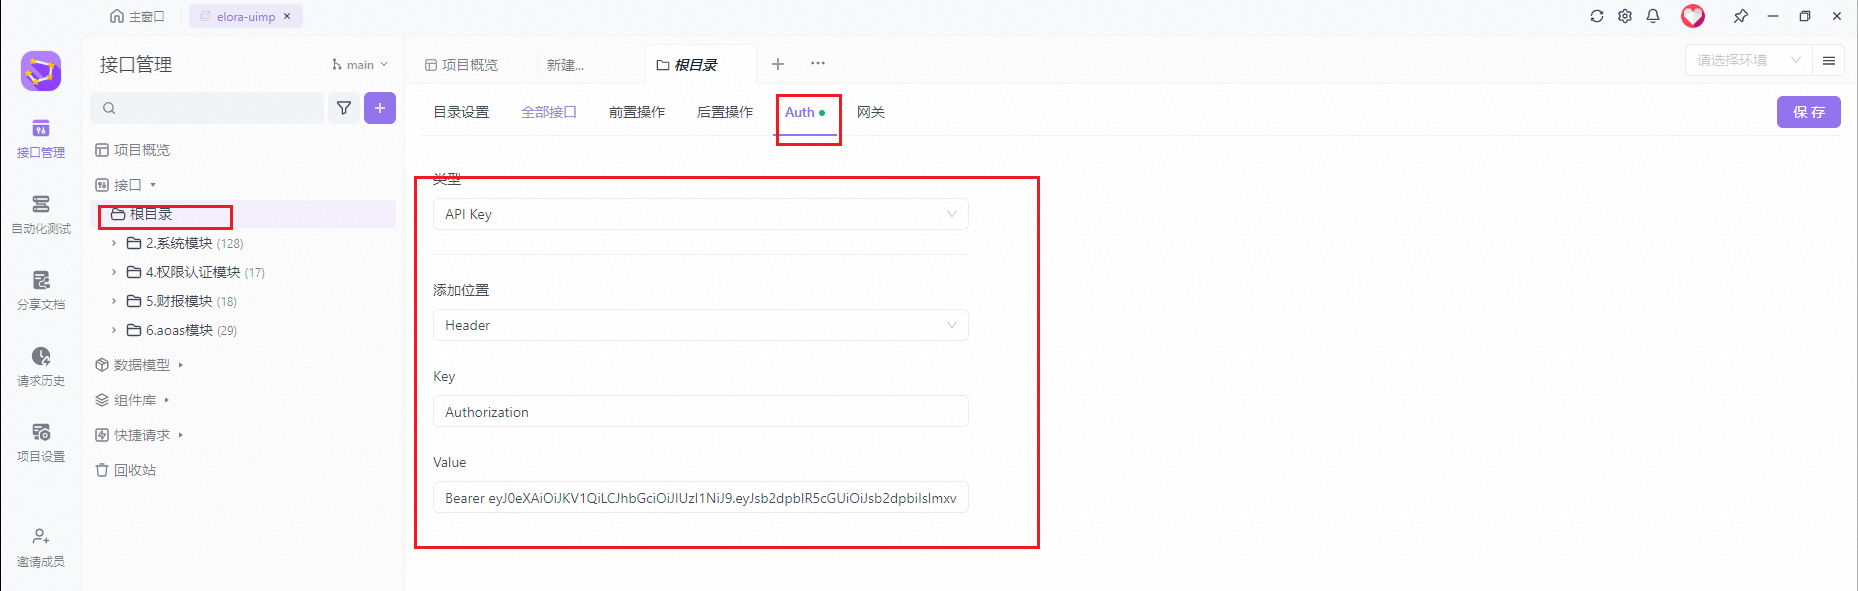 主窗口
elora-uimp
接口管理
main
项目概览
新建...
根目录
请选择环境
目录设置
全部接口
前置操作
后置操作
Auth
网关
保 存
接口管理
自动化测试
分享文档
请求历史
项目设置
邀请成员
项目概览
接口
根目录
2.系统模块 (128)
4.权限认证模块 (17)
5.财报模块 (18)
6.aoas模块 (29)
数据模型
组件库
快捷请求
回收站
类型
API Key
添加位置
Header
Key
Authorization
Value
Bearer eyJ0eXAiOiJKV1QiLCJhbGciOiJIUzI1NiJ9.eyJsb2dpblR5cGUiOiJsb2dpbiIsImxv